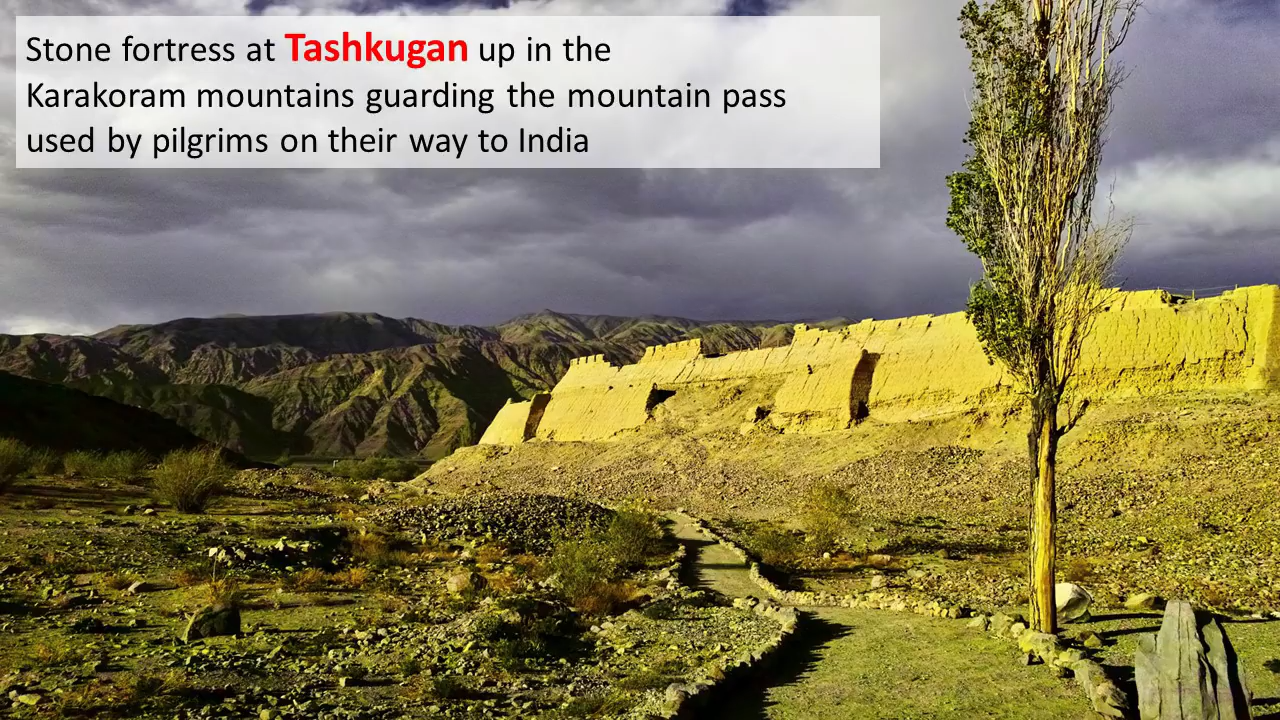 Stone fortress at Tashkugan up in the
Karakoram mountains guarding the mountain pass
used by pilgrims on their way to India